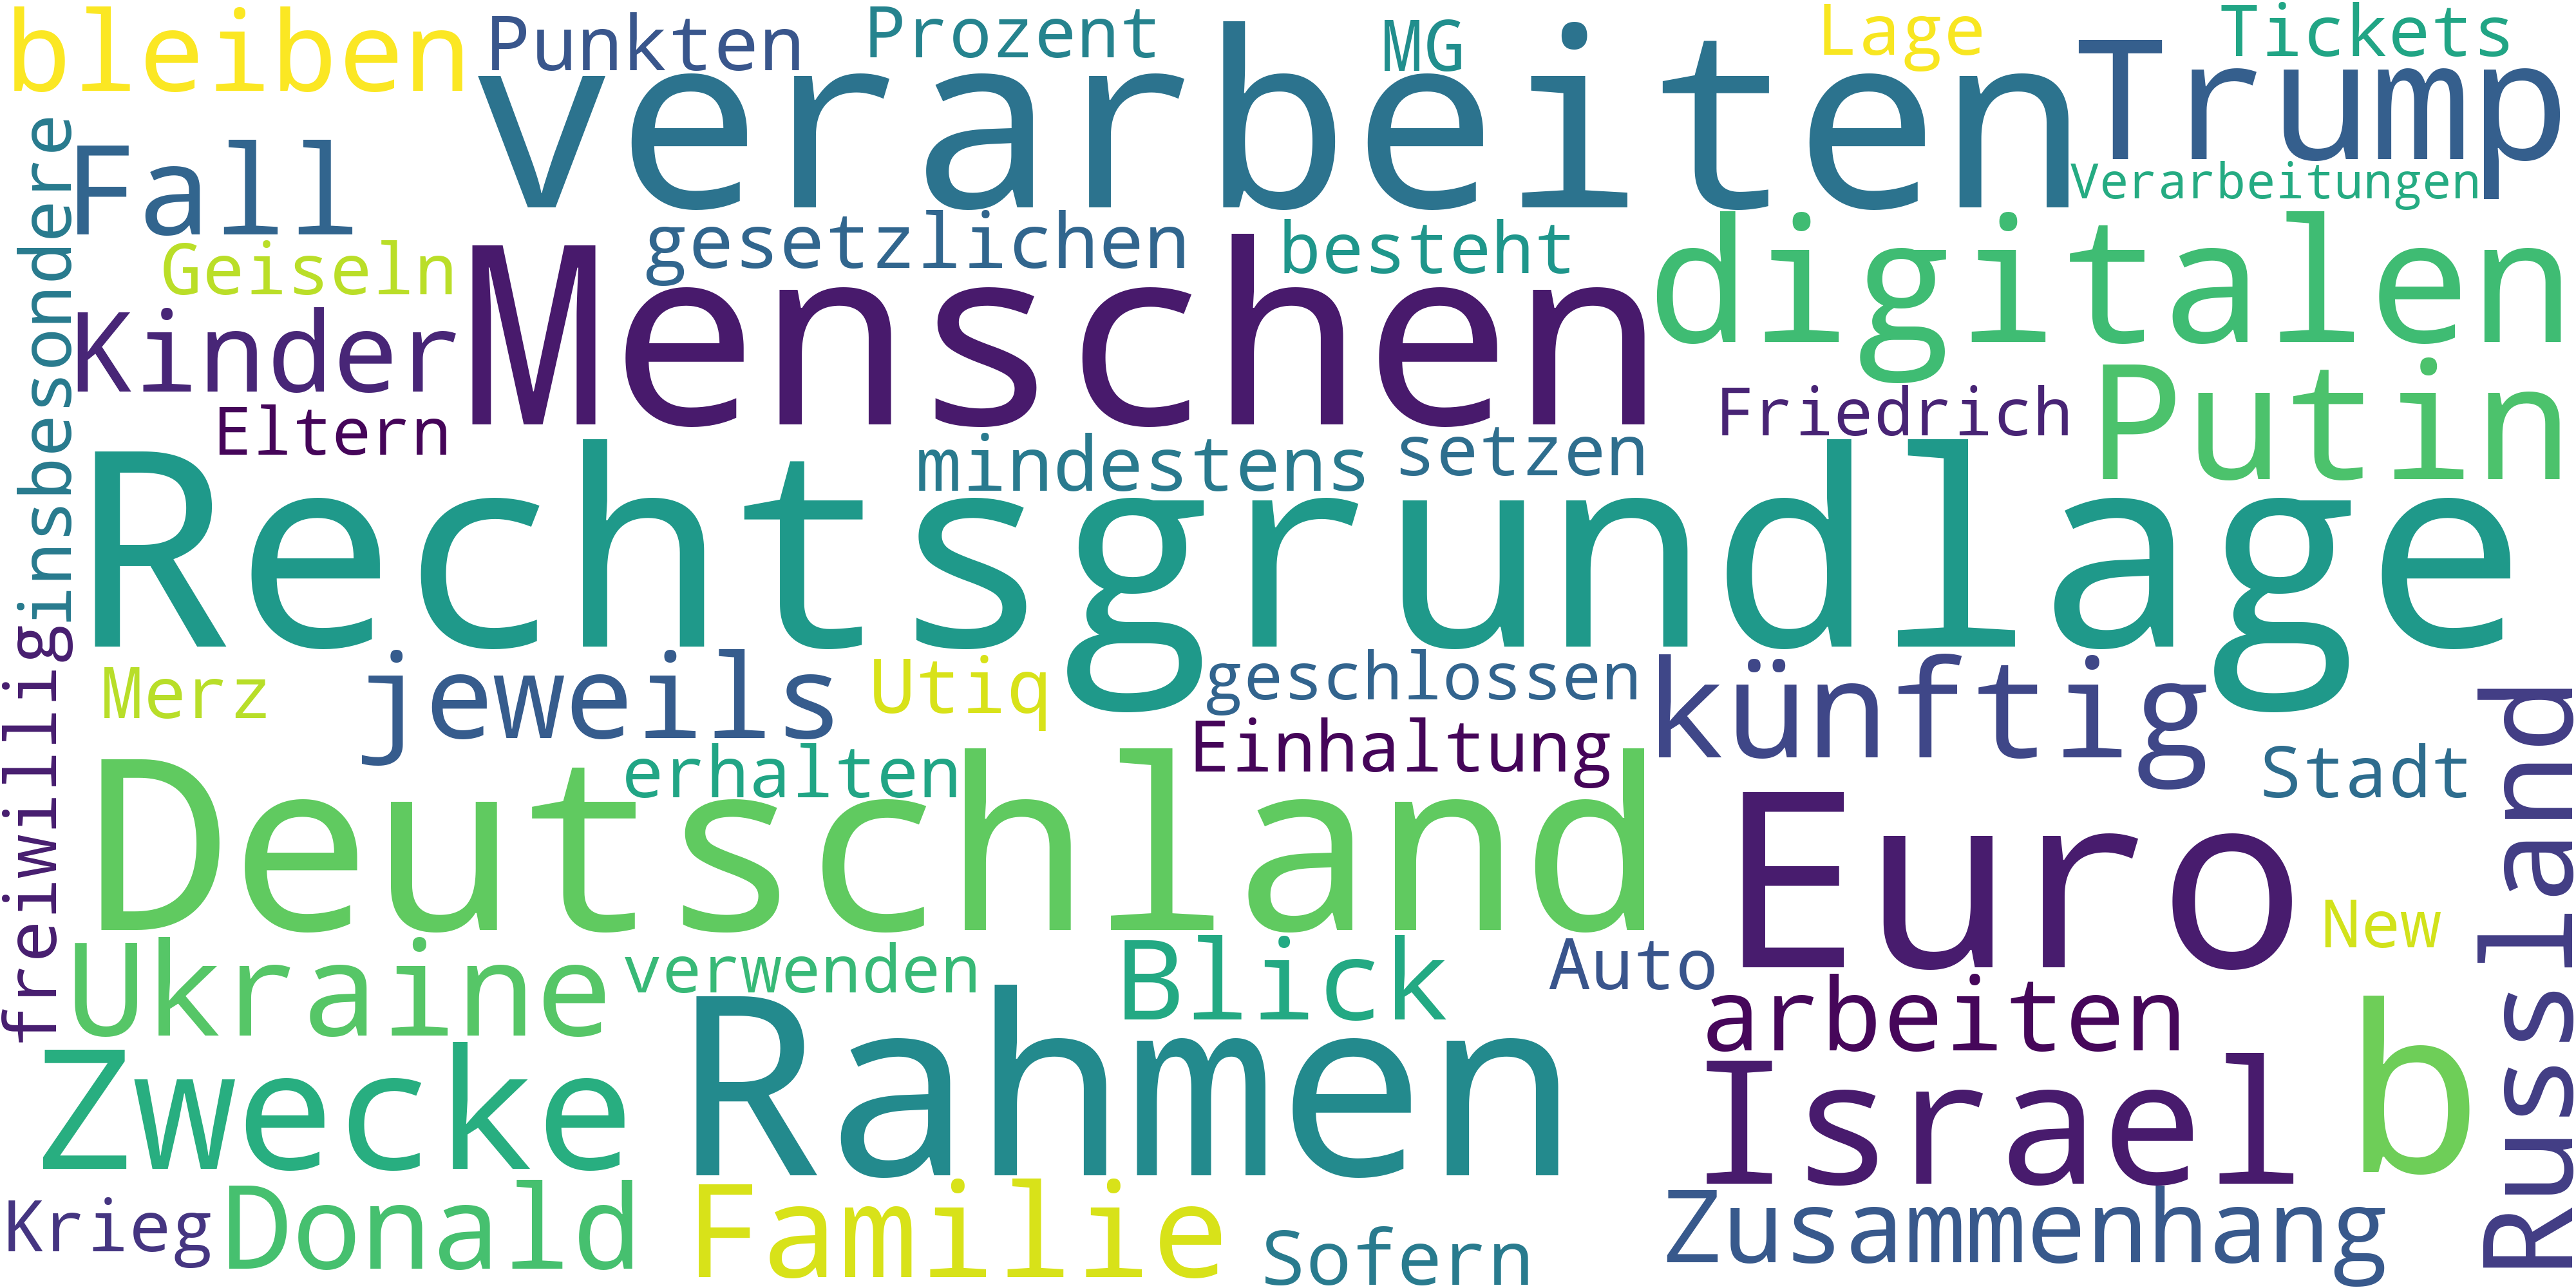 bleiben
Punkten
Prozent
MG
Lage
Tickets
verarbeiten
Trump
Fall
insbesondere
Verarbeitungen
gesetzlichen
besteht
digitalen
Geiseln
Menschen
Kinder
Friedrich
Putin
Eltern
mindestens
setzen
Rechtsgrundlage
freiwillig
Merz
jeweils
Utiq
geschlossen
künftig
Russland
erhalten
Einhaltung
Stadt
Deutschland
Euro
Ukraine
verwenden
Blick
Auto
New
arbeiten
b
Zwecke
Rahmen
Israel
Krieg
Donald
Familie
Sofern
Zusammenhang